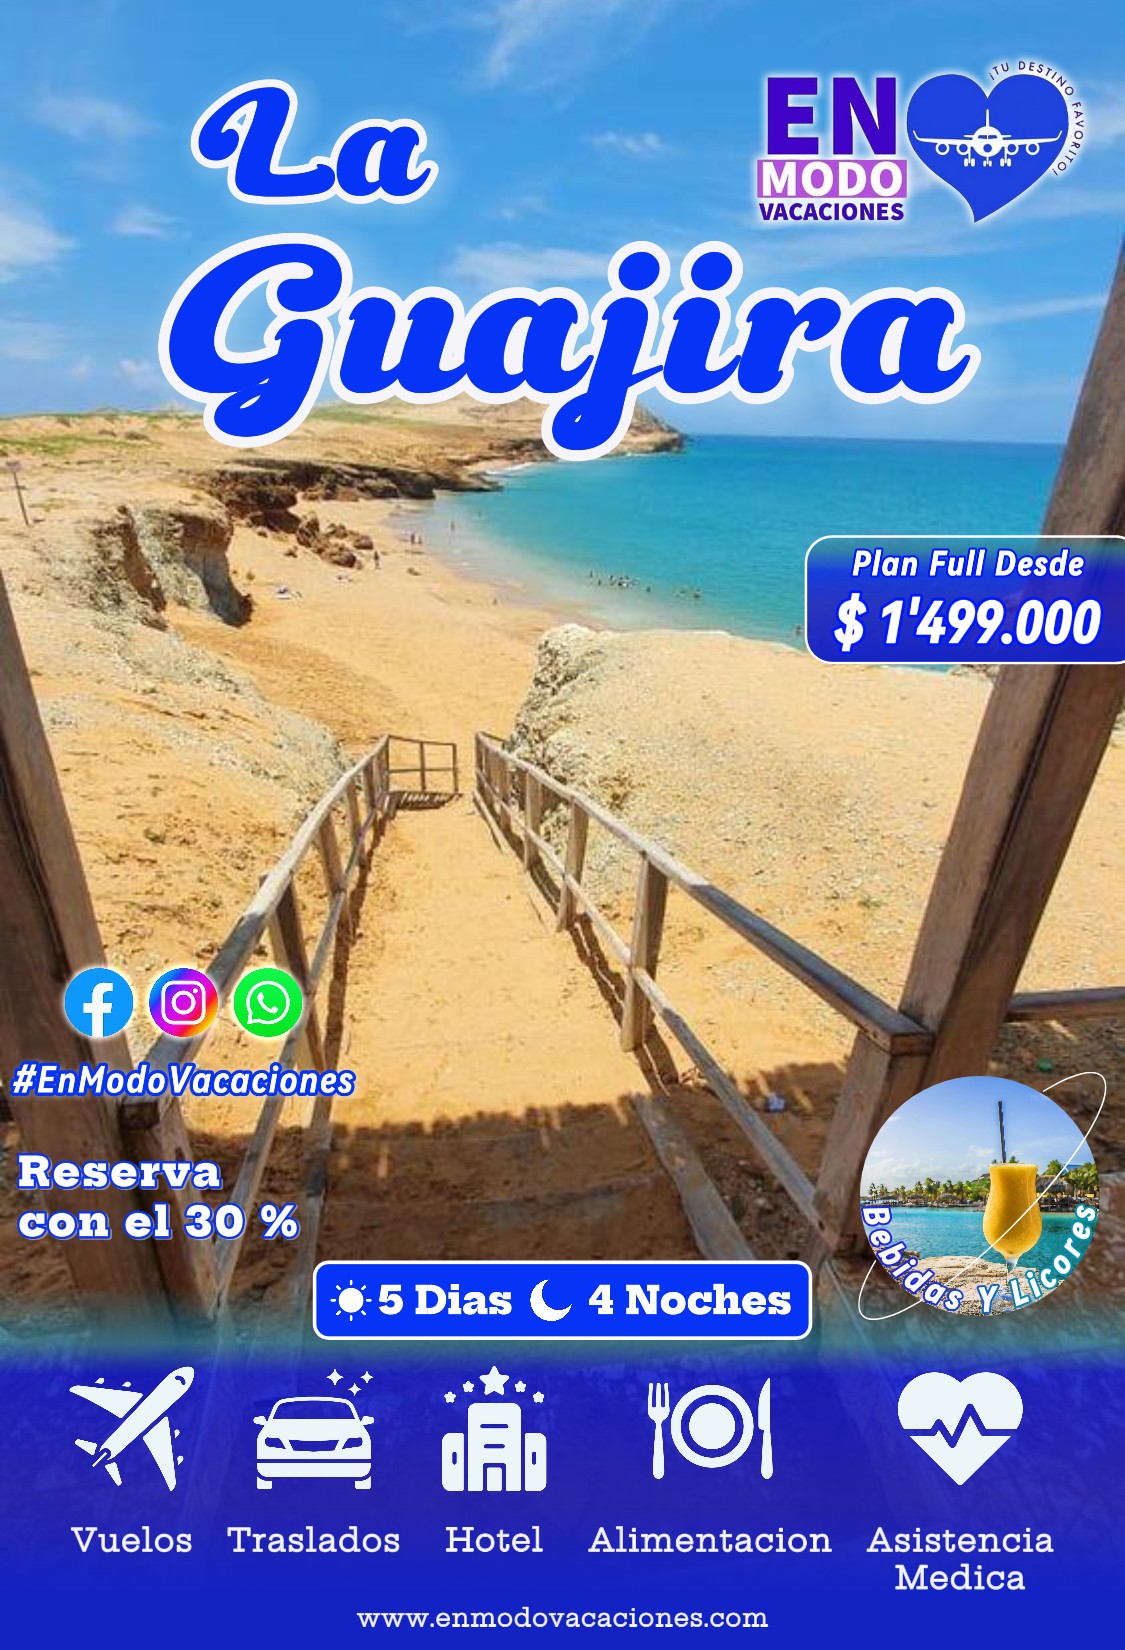 La
Guajira
EN
MODO
VACACIONES
¡TU DESTINO FAVORITO!
Plan Full Desde
$ 1'499.000
#EnModoVacaciones
Reserva
con el 30 %
Bebidas Y Licores
5 Dias 4 Noches
Vuelos
Traslados
Hotel
Alimentacion
Asistencia
Medica
www.enmodovacaciones.com